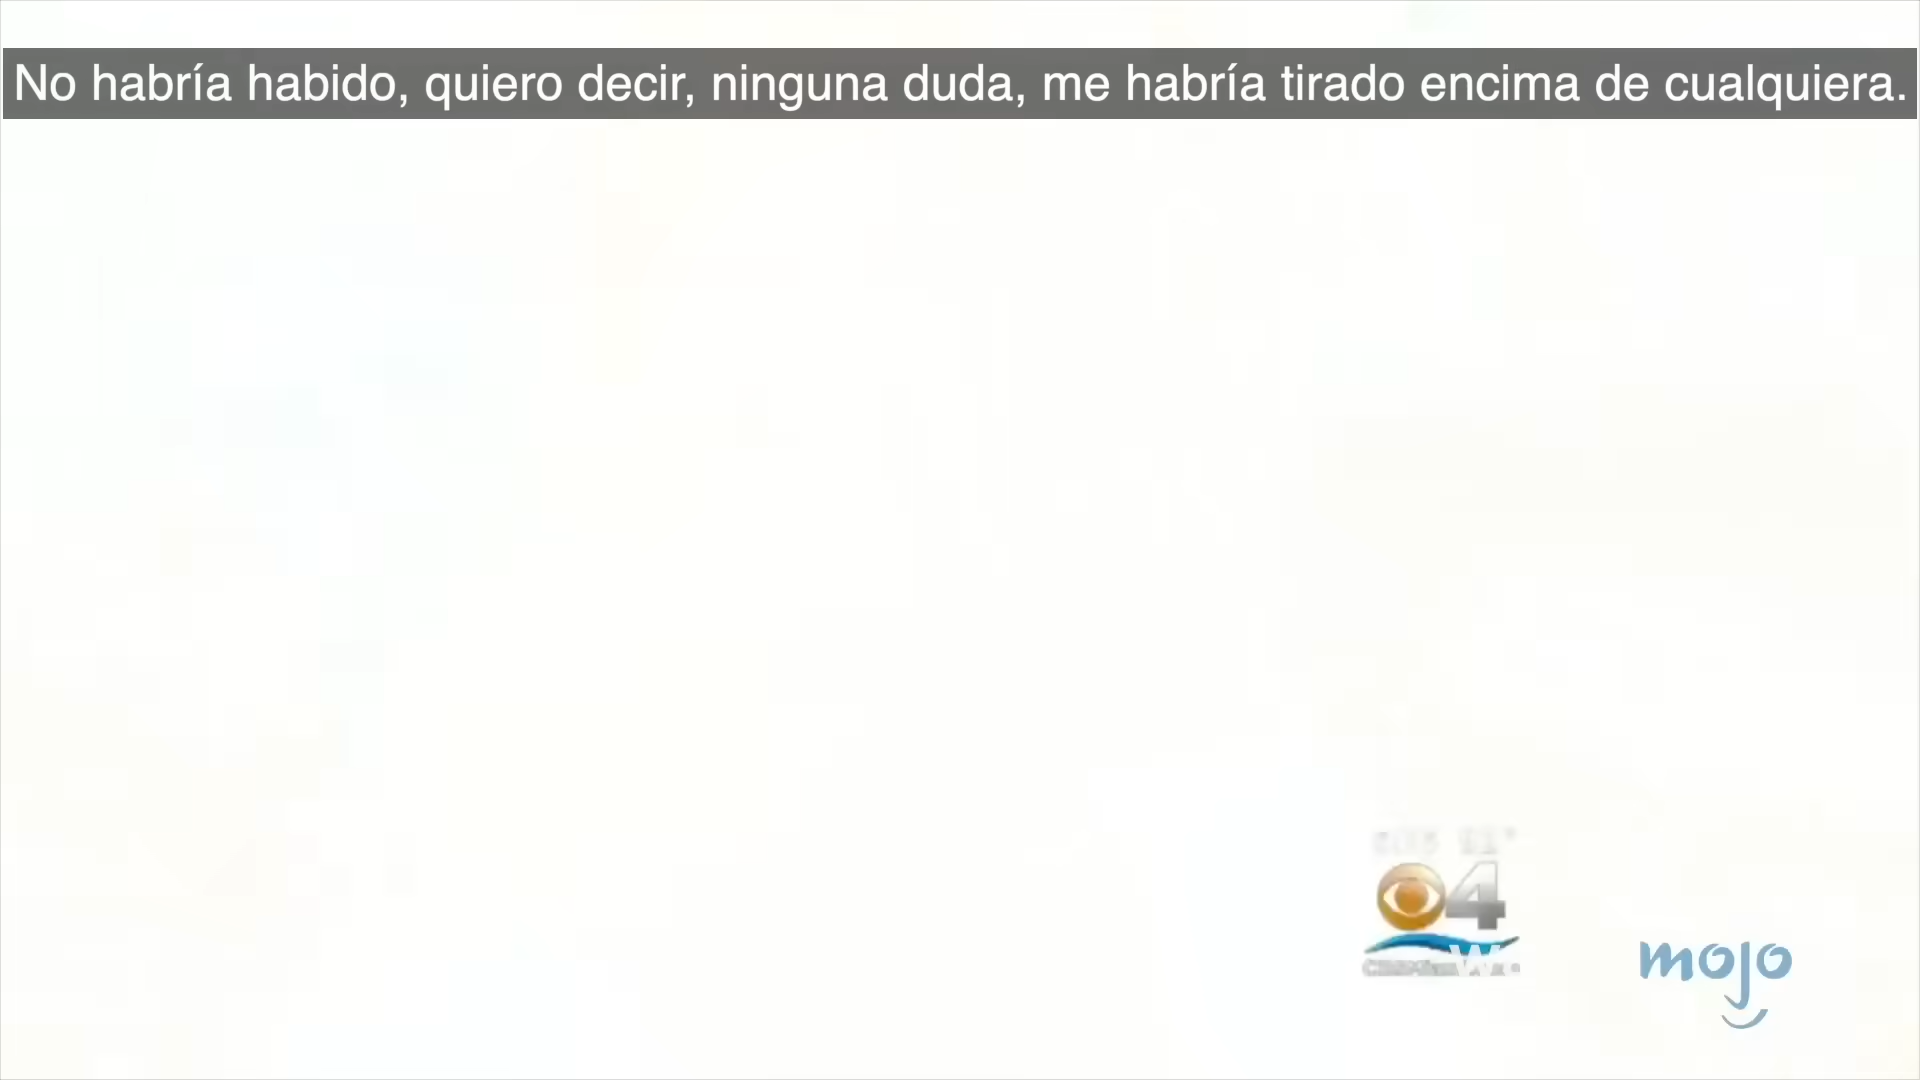 No habría habido, quiero decir, ninguna duda, me habría tirado encima de cualquiera.
4
mojo